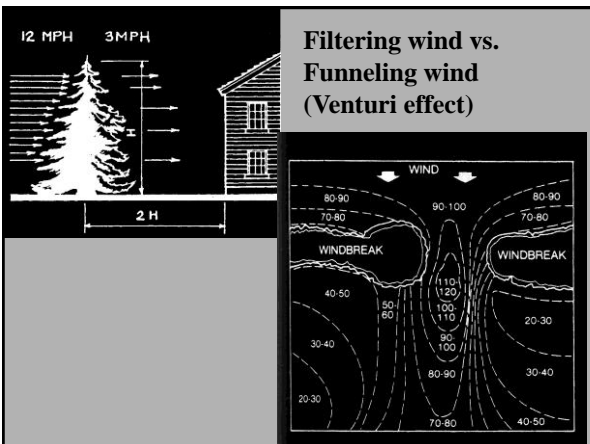 12 MPH 3 MPH
H
2 H
Filtering wind vs.
Funneling wind
(Venturi effect)
WIND
90-100
80-90
80-90
70-80
70-80
WINDBREAK
WINDBREAK
110-
120
40-50
50-
60
100-
110
20-30
30-40
90-
100
80-90
30-40
20-30
70-80
40-50